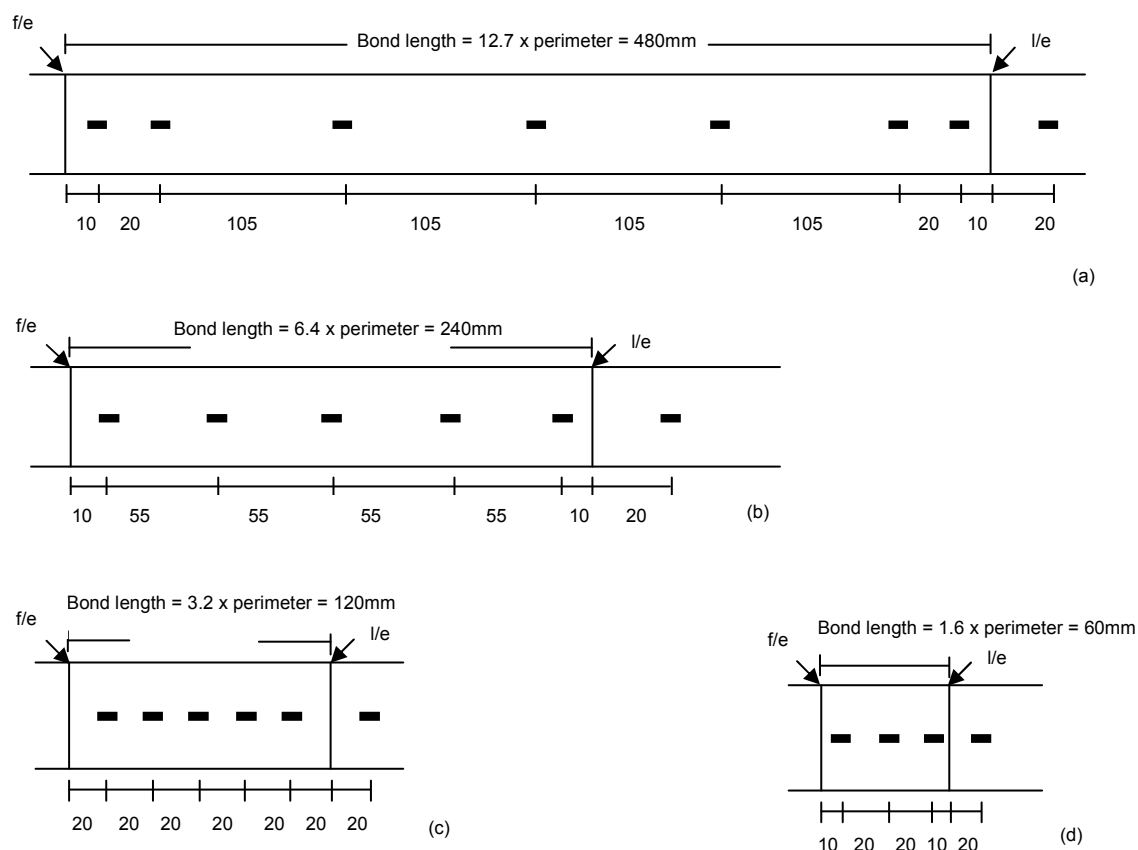 f/e
Bond length = 12.7 x perimeter = 480mm
l/e
10 20 105 105 105 105 20 10 20
(a)
f/e
Bond length = 6.4 x perimeter = 240mm
l/e
10 55 55 55 55 10 20
(b)
Bond length = 3.2 x perimeter = 120mm
f/e
l/e
20 20 20 20 20 20 20
(c)
Bond length = 1.6 x perimeter = 60mm
f/e
l/e
10 20 20 10 20
(d)